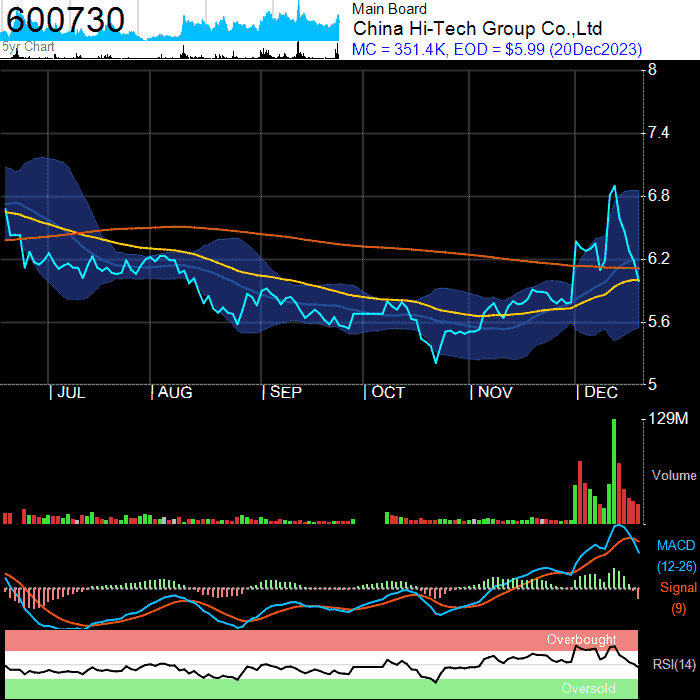 600730
5yr Chart
Main Board
China Hi-Tech Group Co.,Ltd
MC = 351.4K, EOD = $5.99 (20Dec2023)
8
7.4
6.8
6.2
5.6
5
JUL
AUG
SEP
OCT
NOV
DEC
129M
Volume
MACD
(12-26)
Signal
(9)
Overbought
RSI(14)
Oversold